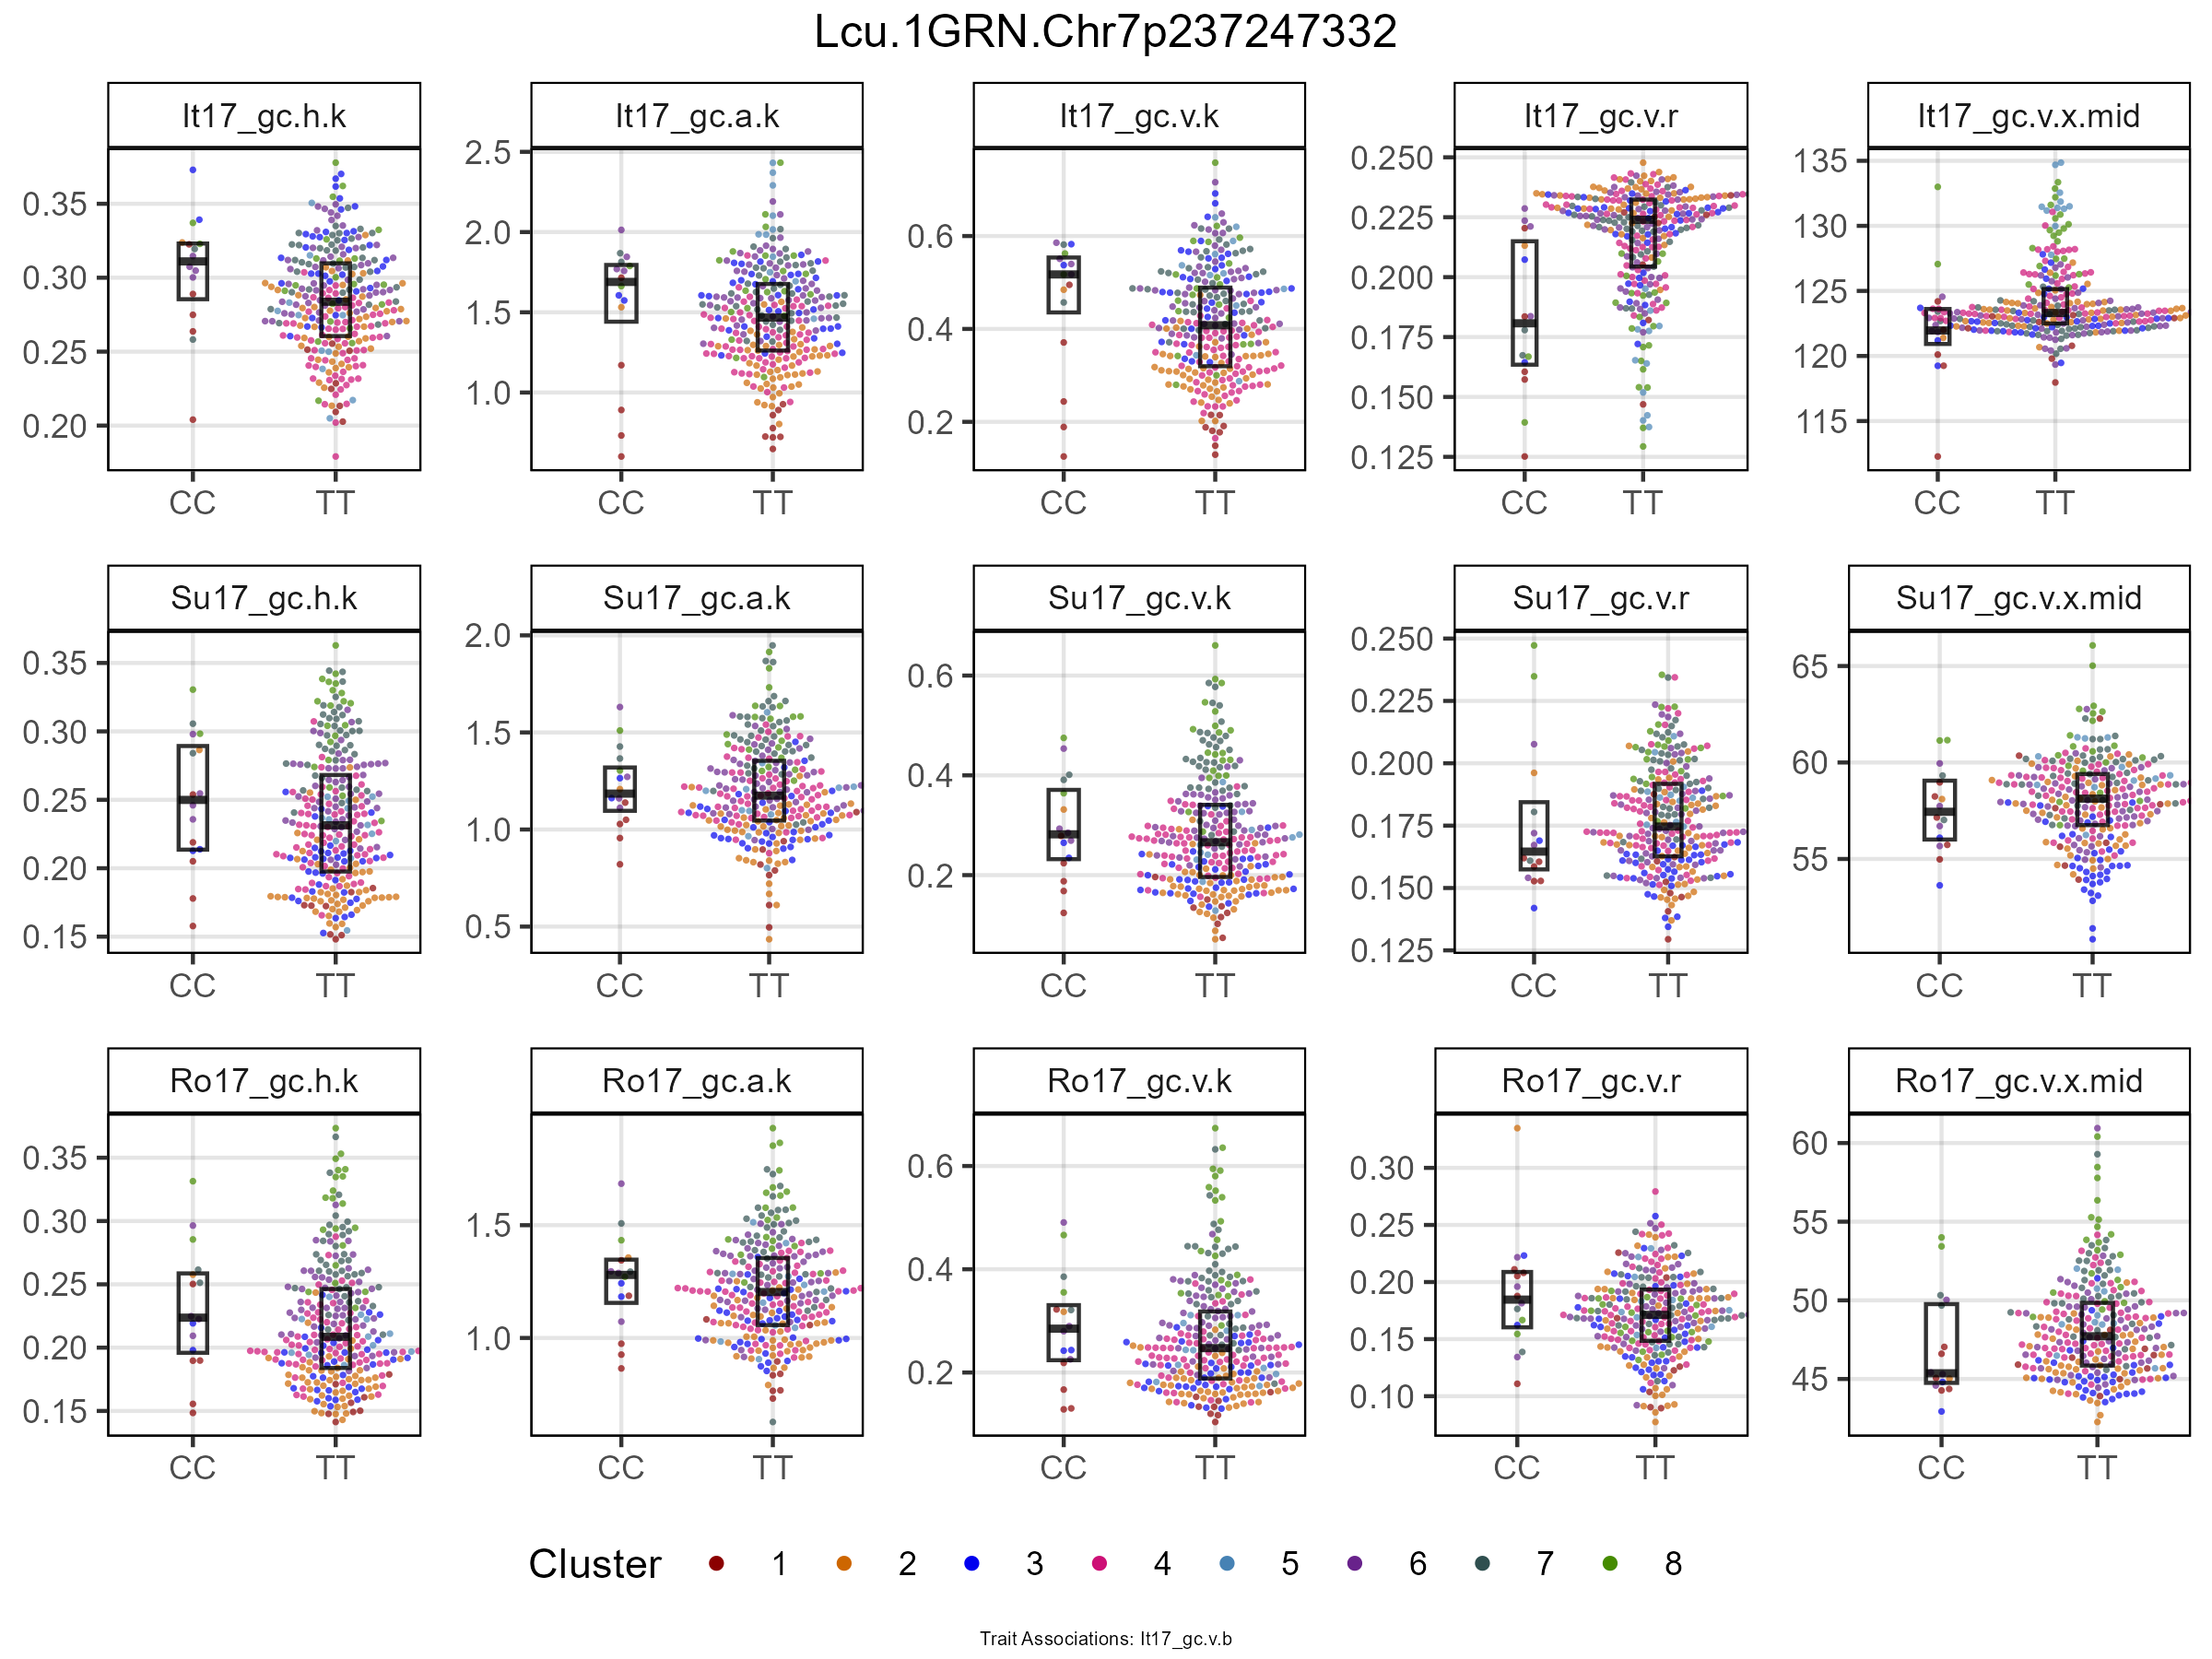 Lcu.1GRN.Chr7p237247332
It17_gc.h.k It17_gc.a.k It17_gc.v.k It17_gc.v.r It17_gc.v.x.mid
0.35 0.30 0.25 0.20
2.5 2.0 1.5 1.0
0.6 0.4 0.2
0.250 0.225 0.200 0.175 0.150 0.125
135 130 125 120 115
CC TT CC TT CC TT CC TT CC TT
Su17_gc.h.k Su17_gc.a.k Su17_gc.v.k Su17_gc.v.r Su17_gc.v.x.mid
0.35 0.30 0.25 0.20 0.15
2.0 1.5 1.0 0.5
0.6 0.4 0.2
0.250 0.225 0.200 0.175 0.150 0.125
65 60 55
CC TT CC TT CC TT CC TT CC TT
Ro17_gc.h.k Ro17_gc.a.k Ro17_gc.v.k Ro17_gc.v.r Ro17_gc.v.x.mid
0.35 0.30 0.25 0.20 0.15
1.5 1.0
0.6 0.4 0.2
0.30 0.25 0.20 0.15 0.10
60 55 50 45
CC TT CC TT CC TT CC TT CC TT
Cluster 1 2 3 4 5 6 7 8
Trait Associations: It17_gc.v.b